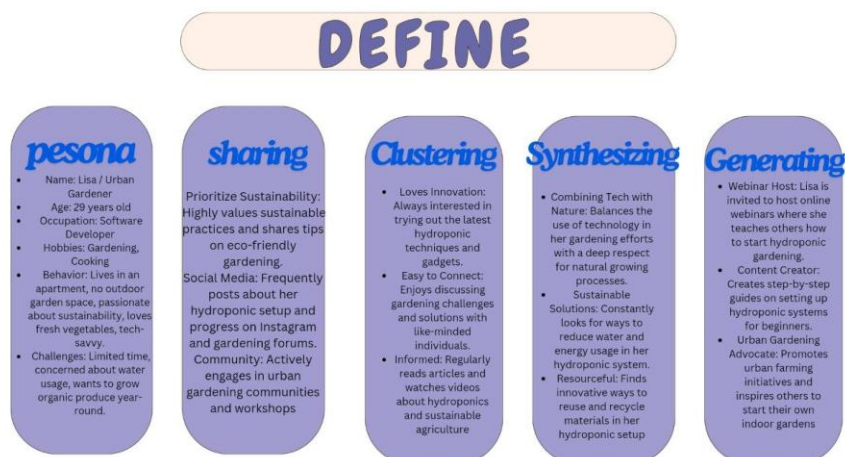 DEFINE
pesona
• Name: Lisa / Urban
Gardener
• Age: 29 years old
• Occupation: Software
Developer
• Hobbies: Gardening,
Cooking
• Behavior: Lives in an
apartment, no outdoor
garden space, passionate
about sustainability, loves
fresh vegetables, tech-
savvy.
• Challenges: Limited time,
concerned about water
usage, wants to grow
organic produce year-
round.
sharing
Prioritize Sustainability:
Highly values sustainable
practices and shares tips
on eco-friendly
gardening.
Social Media: Frequently
posts about her
hydroponic setup and
progress on Instagram
and gardening forums.
Community: Actively
engages in urban
gardening communities
and workshops
Clustering
• Loves Innovation:
Always interested in
trying out the latest
hydroponic
techniques and
gadgets.
• Easy to Connect:
Enjoys discussing
gardening challenges
and solutions with
like-minded
individuals.
• Informed: Regularly
reads articles and
watches videos
about hydroponics
and sustainable
agriculture
Synthesizing
• Combining Tech with
Nature: Balances the
use of technology in
her gardening efforts
with a deep respect
for natural growing
processes.
• Sustainable
Solutions: Constantly
looks for ways to
reduce water and
energy usage in her
hydroponic system.
• Resourceful: Finds
innovative ways to
reuse and recycle
materials in her
hydroponic setup
Generating
• Webinar Host: Lisa is
invited to host online
webinars where she
teaches others how
to start hydroponic
gardening.
• Content Creator:
Creates step-by-step
guides on setting up
hydroponic systems
for beginners.
• Urban Gardening
Advocate: Promotes
urban farming
initiatives and
inspires others to
start their own
indoor gardens